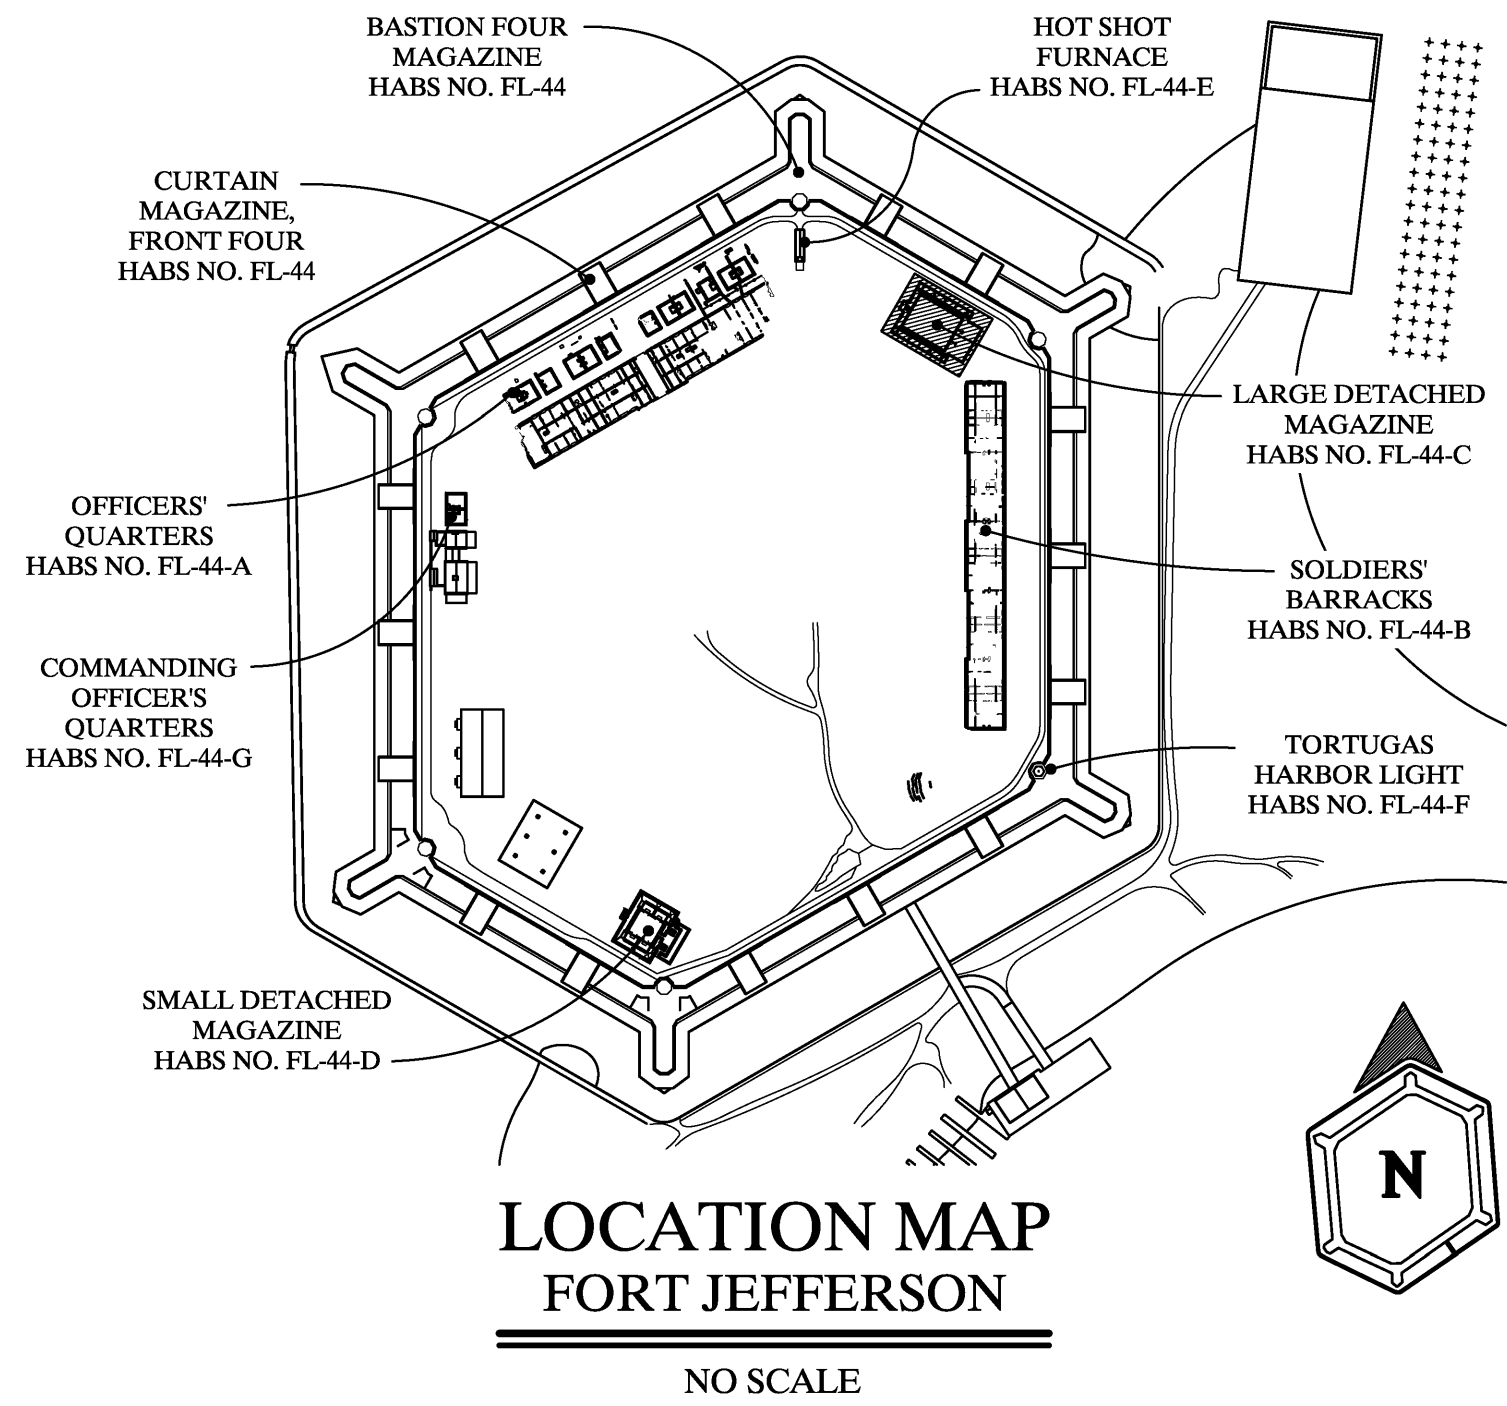 BASTION FOUR
MAGAZINE
HABS NO. FL-44
HOT SHOT
FURNACE
HABS NO. FL-44-E
CURTAIN
MAGAZINE,
FRONT FOUR
HABS NO. FL-44
LARGE DETACHED
MAGAZINE
HABS NO. FL-44-C
OFFICERS'
QUARTERS
HABS NO. FL-44-A
SOLDIERS'
BARRACKS
HABS NO. FL-44-B
COMMANDING
OFFICER'S
QUARTERS
HABS NO. FL-44-G
TORTUGAS
HARBOR LIGHT
HABS NO. FL-44-F
SMALL DETACHED
MAGAZINE
HABS NO. FL-44-D
N
LOCATION MAP
FORT JEFFERSON
NO SCALE